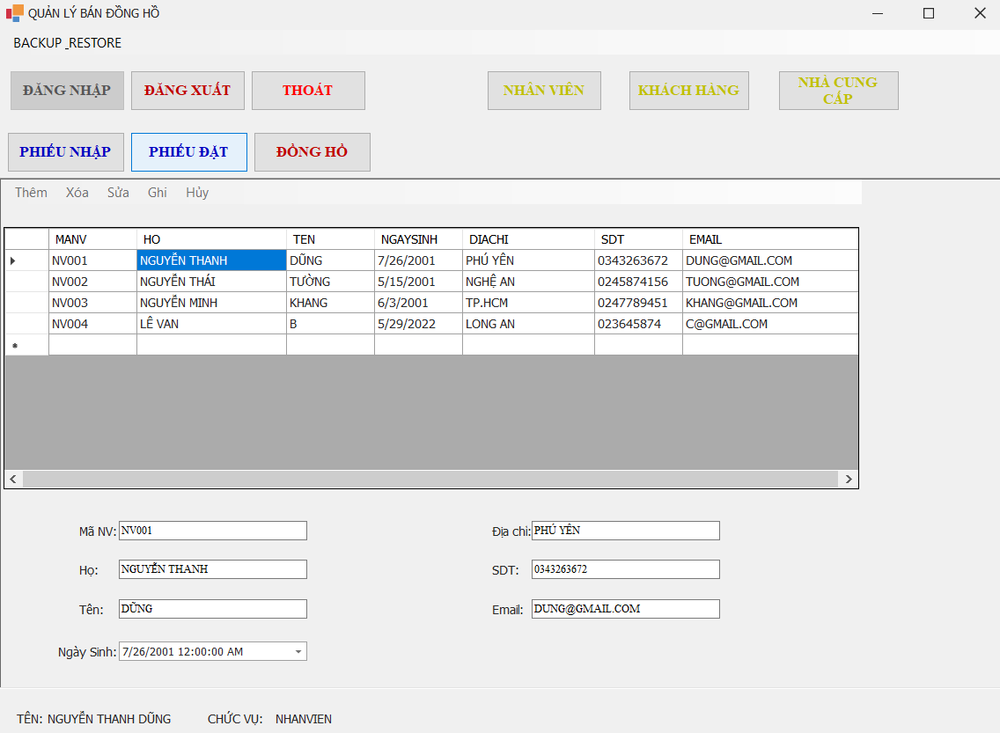 QUẢN LÝ BÁN ĐỒNG HỒ
BACKUP _RESTORE
ĐĂNG NHẬP ĐĂNG XUẤT THOÁT NHÂN VIÊN KHÁCH HÀNG NHÀ CUNG
CẤP
PHIẾU NHẬP PHIẾU ĐẶT ĐỒNG HỒ
Thêm Xóa Sửa Ghi Hủy
MANV HO TEN NGAYSINH DIACHI SDT EMAIL
NV001 NGUYỄN THANH DŨNG 7/26/2001 PHÚ YÊN 0343263672 DUNG@GMAIL.COM
NV002 NGUYỄN THÁI TƯỜNG 5/15/2001 NGHỆ AN 0245874156 TUONG@GMAIL.COM
NV003 NGUYỄN MINH KHANG 6/3/2001 TP.HCM 0247789451 KHANG@GMAIL.COM
NV004 LÊ VAN B 5/29/2022 LONG AN 023645874 C@GMAIL.COM
Mã NV: NV001 Địa chỉ: PHÚ YÊN
Họ: NGUYỄN THANH SDT: 0343263672
Tên: DŨNG Email: DUNG@GMAIL.COM
Ngày Sinh: 7/26/2001 12:00:00 AM
TÊN: NGUYỄN THANH DŨNG CHỨC VỤ: NHANVIEN